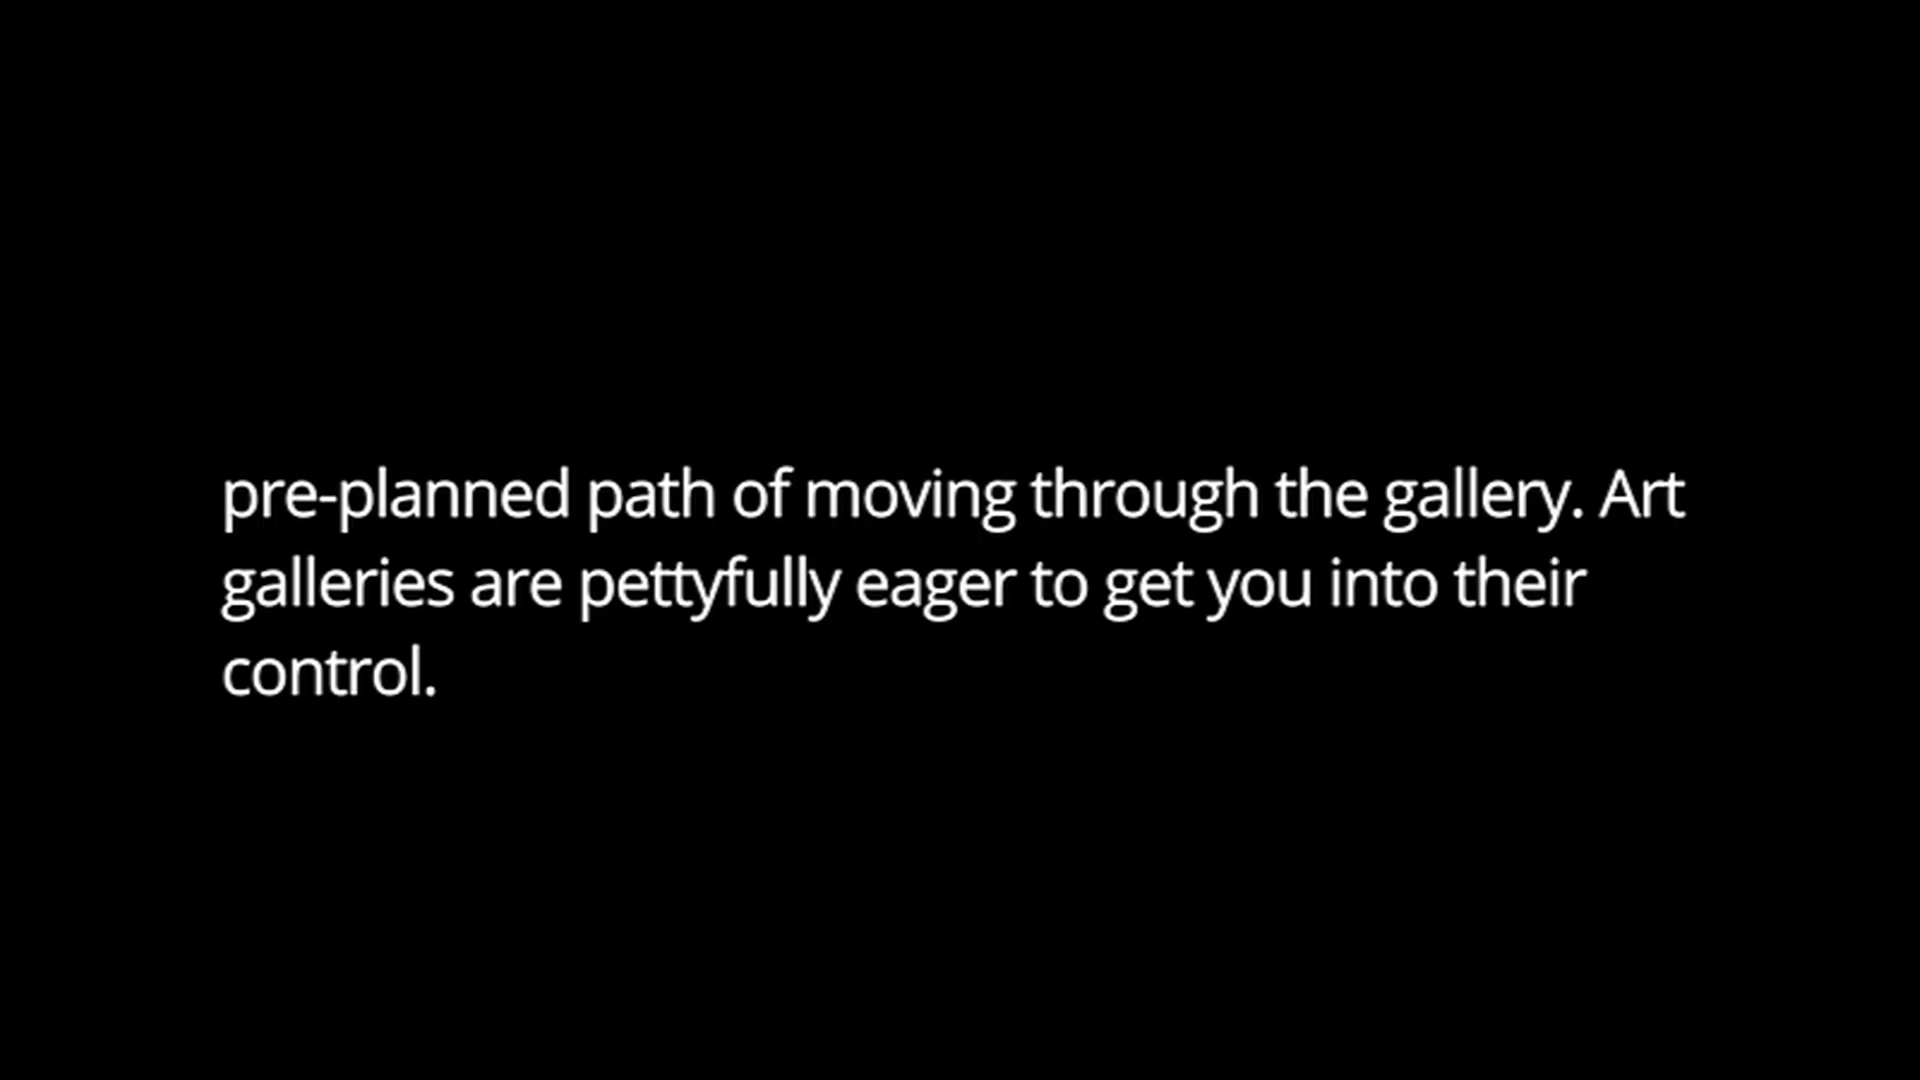 pre-planned path of moving through the gallery. Art
galleries are pettyfully eager to get you into their
control.